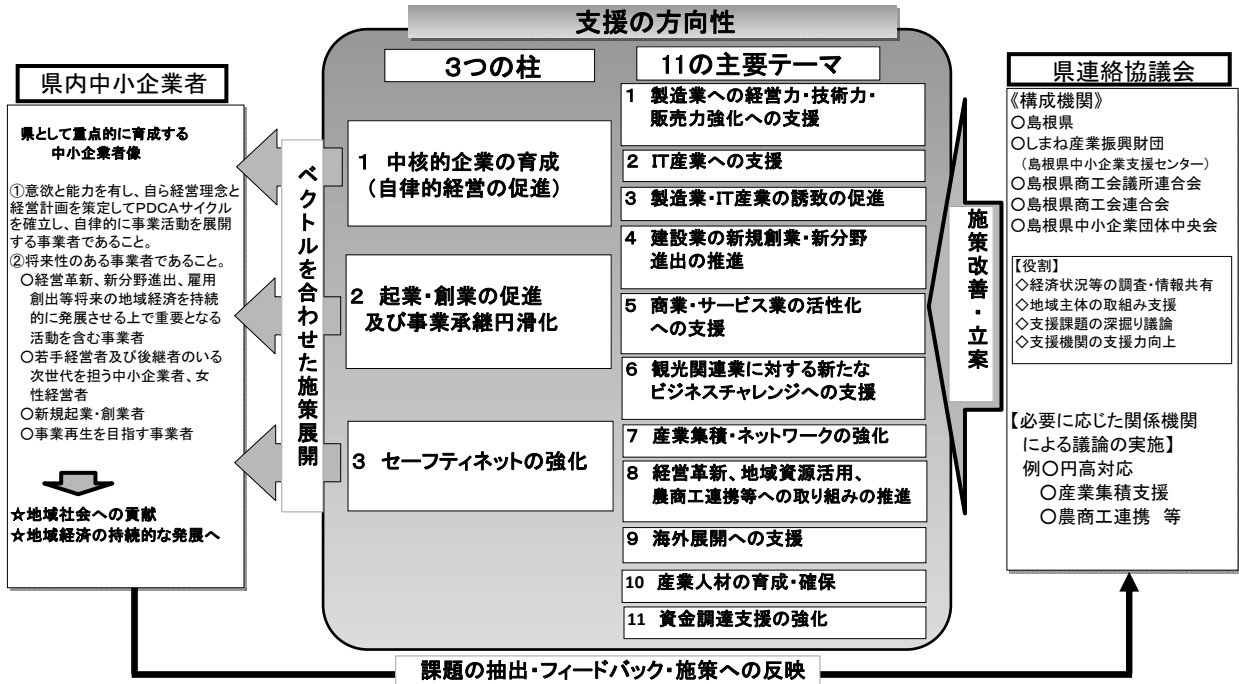 支援の方向性
県内中小企業者
県として重点的に育成する
中小企業者像
①意欲と能力を有し、自ら経営理念と
経営計画を策定してPDCAサイクル
を確立し、自律的に事業活動を展開
する事業者であること。
②将来性のある事業者であること。
○経営革新、新分野進出、雇用
創出等将来の地域経済を持続
的に発展させる上で重要となる
活動を含む事業者
○若手経営者及び後継者のいる
次世代を担う中小企業者、女
性経営者
○新規起業・創業者
○事業再生を目指す事業者
★地域社会への貢献
★地域経済の持続的な発展へ
ベクトルを合わせた施策展開
3つの柱
1 中核的企業の育成
(自律的経営の促進)
2 起業・創業の促進
及び事業承継円滑化
3 セーフティネットの強化
11の主要テーマ
1 製造業への経営力・技術力・
販売力強化への支援
2 IT産業への支援
3 製造業・IT産業の誘致の促進
4 建設業の新規創業・新分野
進出の推進
5 商業・サービス業の活性化
への支援
6 観光関連業に対する新たな
ビジネスチャレンジへの支援
7 産業集積・ネットワークの強化
8 経営革新、地域資源活用、
農商工連携等への取り組みの推進
9 海外展開への支援
10 産業人材の育成・確保
11 資金調達支援の強化
施策改善・立案
県連絡協議会
《構成機関》
○島根県
○しまね産業振興財団
(島根県中小企業支援センター)
○島根県商工会議所連合会
○島根県商工会連合会
○島根県中小企業団体中央会
【役割】
◇経済状況等の調査・情報共有
◇地域主体の取組み支援
◇支援課題の深掘り議論
◇支援機関の支援力向上
【必要に応じた関係機関
による議論の実施】
例○円高対応
○産業集積支援
○農商工連携 等
課題の抽出・フィードバック・施策への反映